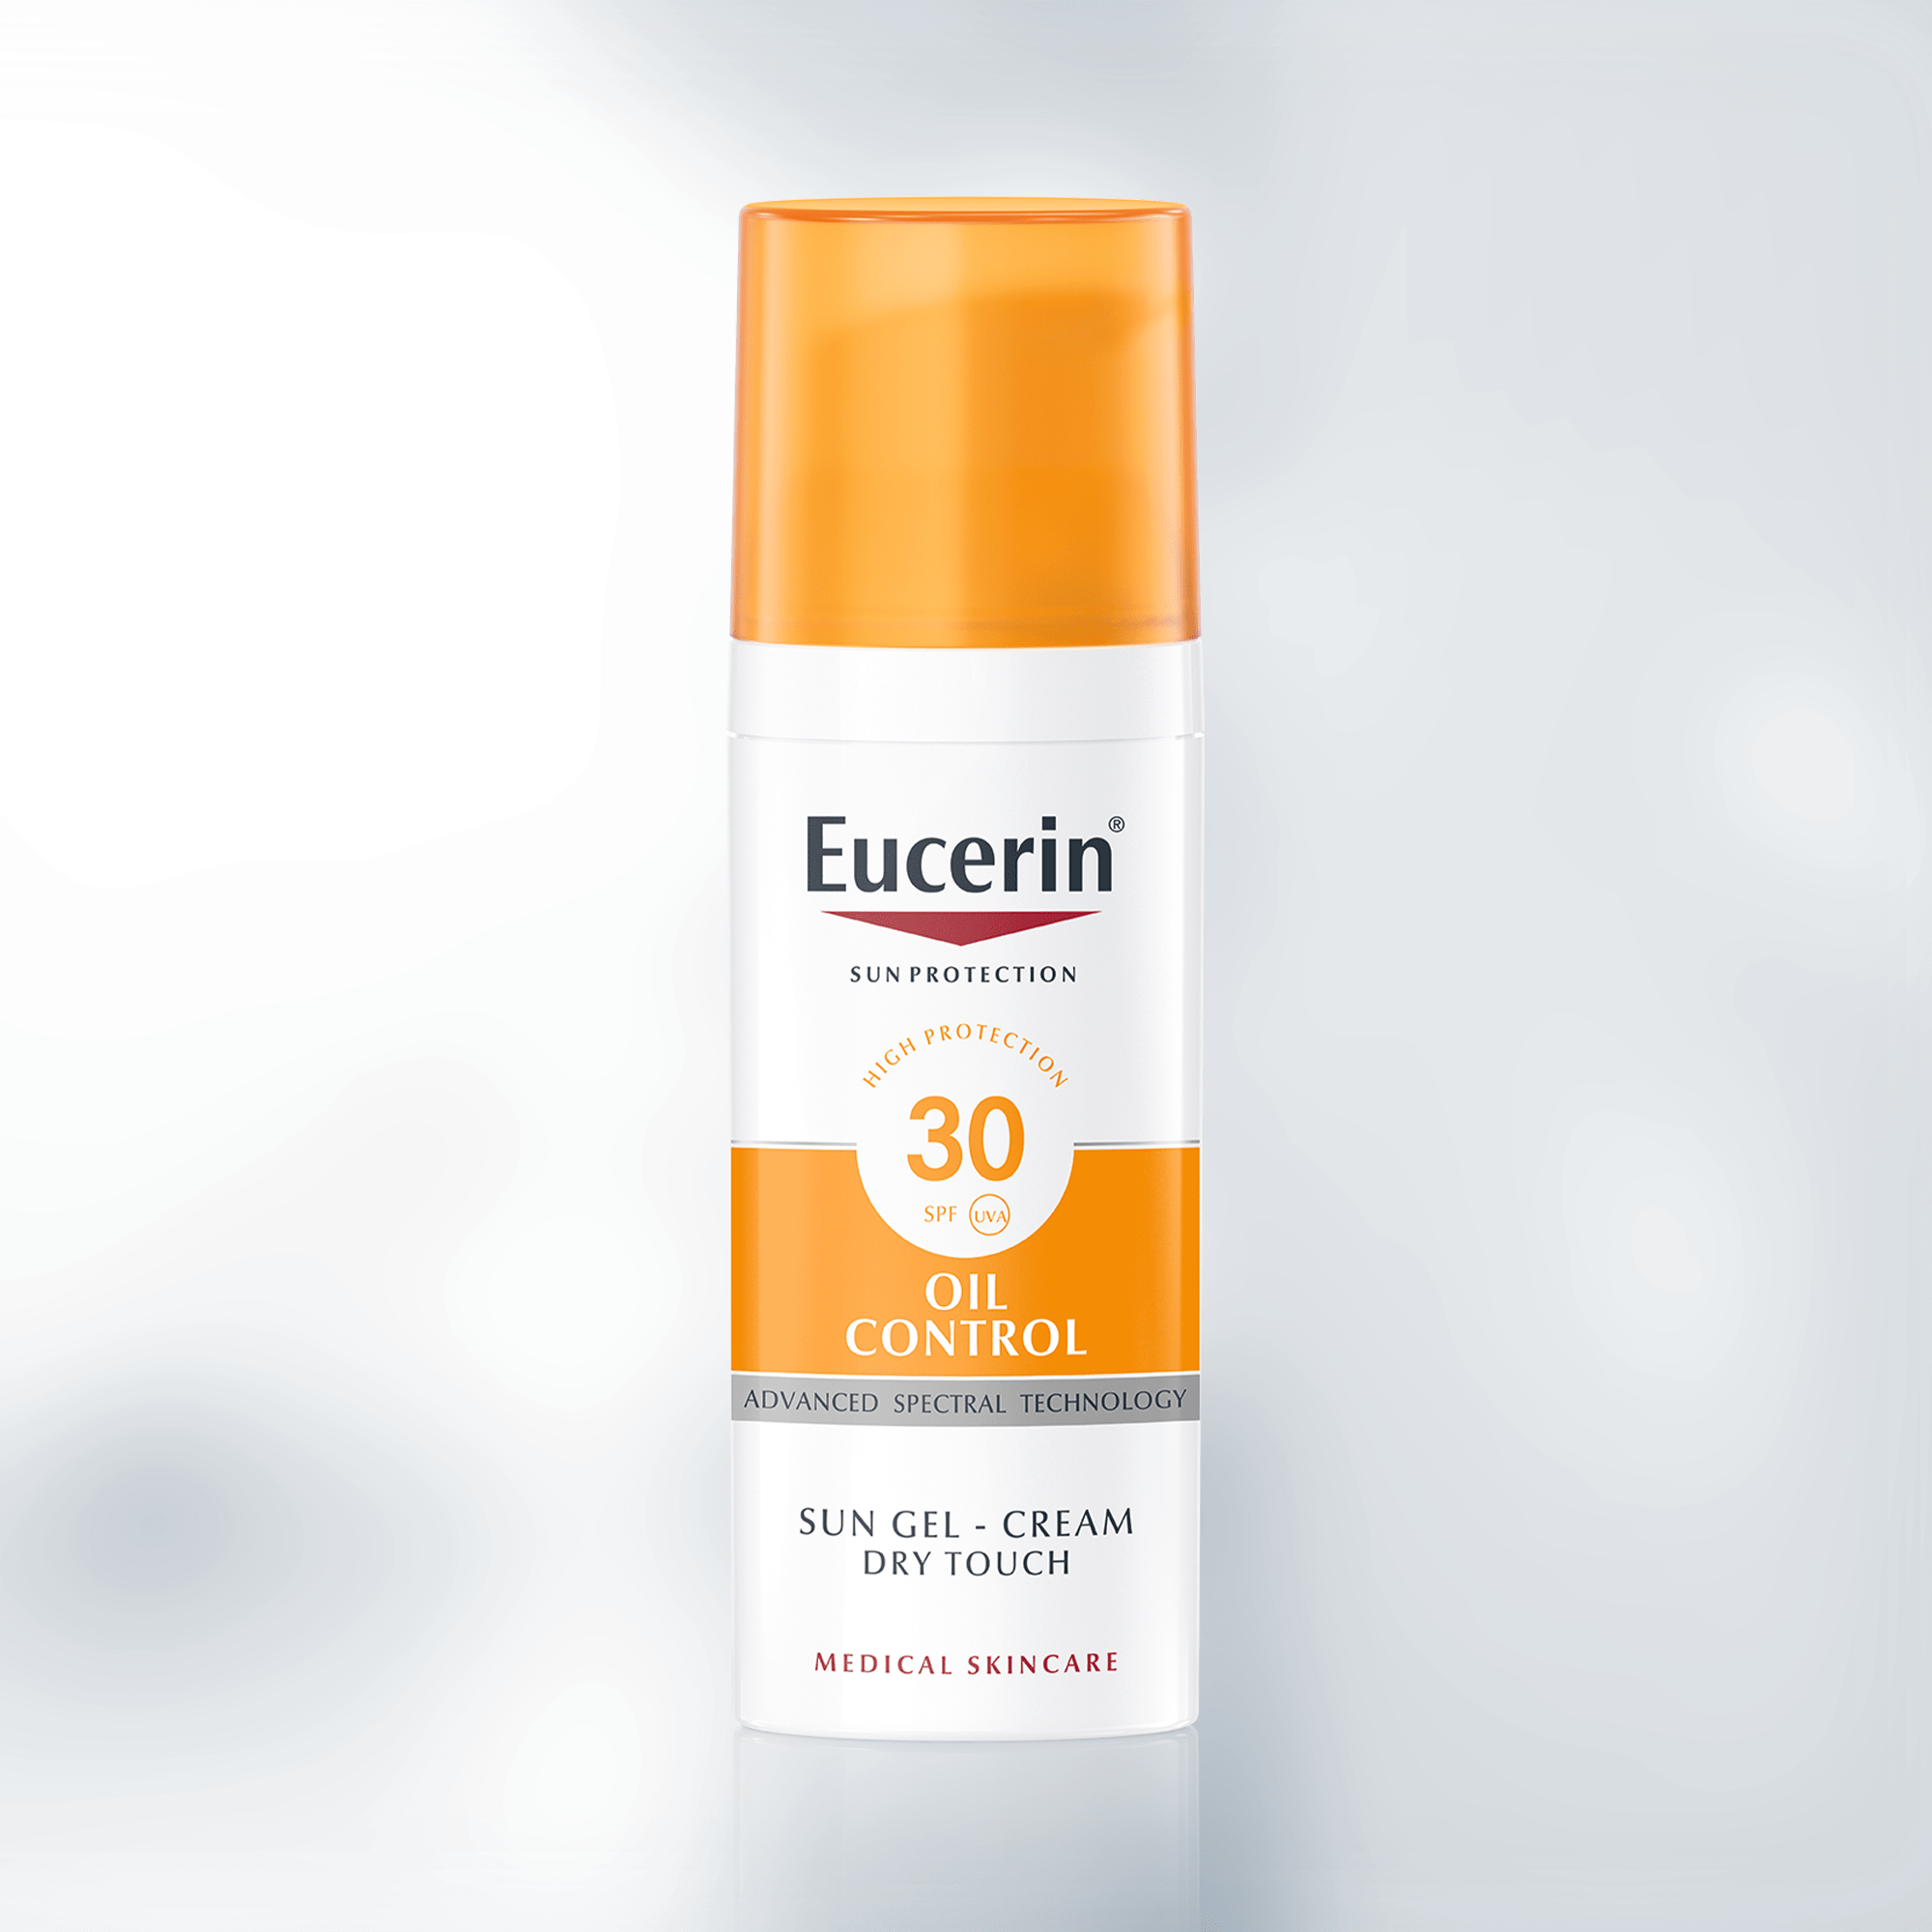 Eucerin®
SUN PROTECTION
HIGH PROTECTION
30
SPF UVA
OIL
CONTROL
ADVANCED SPECTRAL TECHNOLOGY
SUN GEL - CREAM
DRY TOUCH
MEDICAL SKINCARE